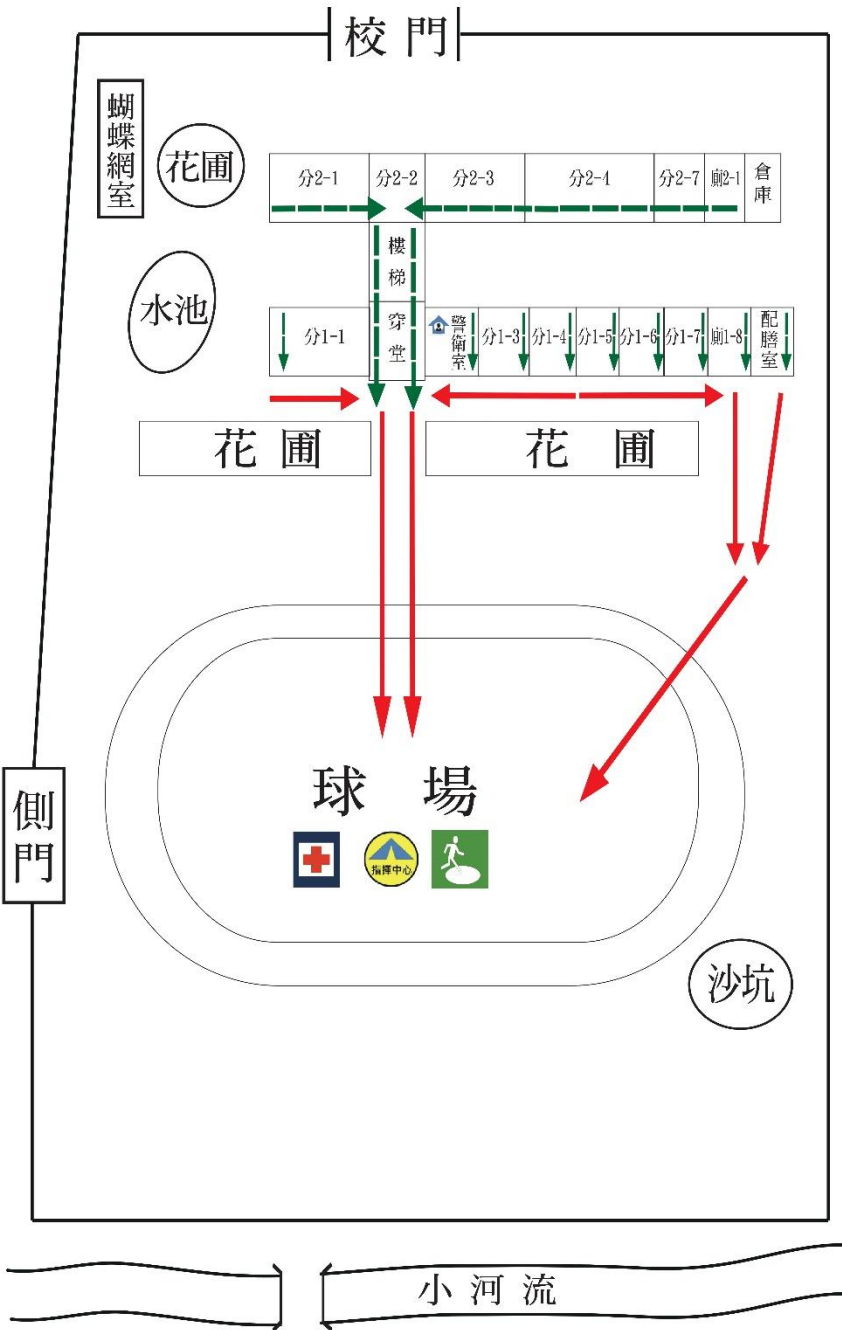 校門
蝴蝶網室
花圃
分2-1
分2-2
分2-3
分2-4
分2-7
廁2-1
倉庫
樓梯
水池
分1-1
穿堂
警衛室
分1-3
分1-4
分1-5
分1-6
分1-7
廁1-8
配膳室
花圃
花圃
球場
側門
指揮中心
沙坑
小河流